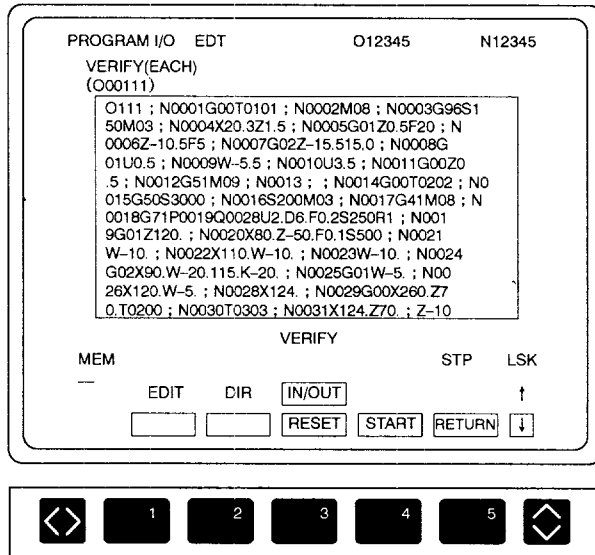 PROGRAM I/O EDT O12345 N12345
VERIFY(EACH)
(O00111)
O111 ; N0001G00T0101 ; N0002M08 ; N0003G96S1
50M03 ; N0004X20.3Z1.5 ; N0005G01Z0.5F20 ; N
0006Z-10.5F5 ; N0007G02Z-15.515.0 ; N0008G
01U0.5 ; N0009W-5.5 ; N0010U3.5 ; N0011G00Z0
.5 ; N0012G51M09 ; N0013 ; ; N0014G00T0202 ; N0
015G50S3000 ; N0016S200M03 ; N0017G41M08 ; N
0018G71P0019Q0028U2.D6.F0.2S250R1 ; N001
9G01Z120. ; N0020X80.Z-50.F0.1S500 ; N0021
W-10. ; N0022X110.W-10. ; N0023W-10. ; N0024
G02X90.W-20.115.K-20. ; N0025G01W-5. ; N00
26X120.W-5. ; N0028X124. ; N0029G00X260.Z7
0.T0200 ; N0030T0303 ; N0031X124.Z70. ; Z-10
VERIFY
MEM STP LSK
EDIT DIR IN/OUT ↑
RESET START RETURN ↓
1 2 3 4 5